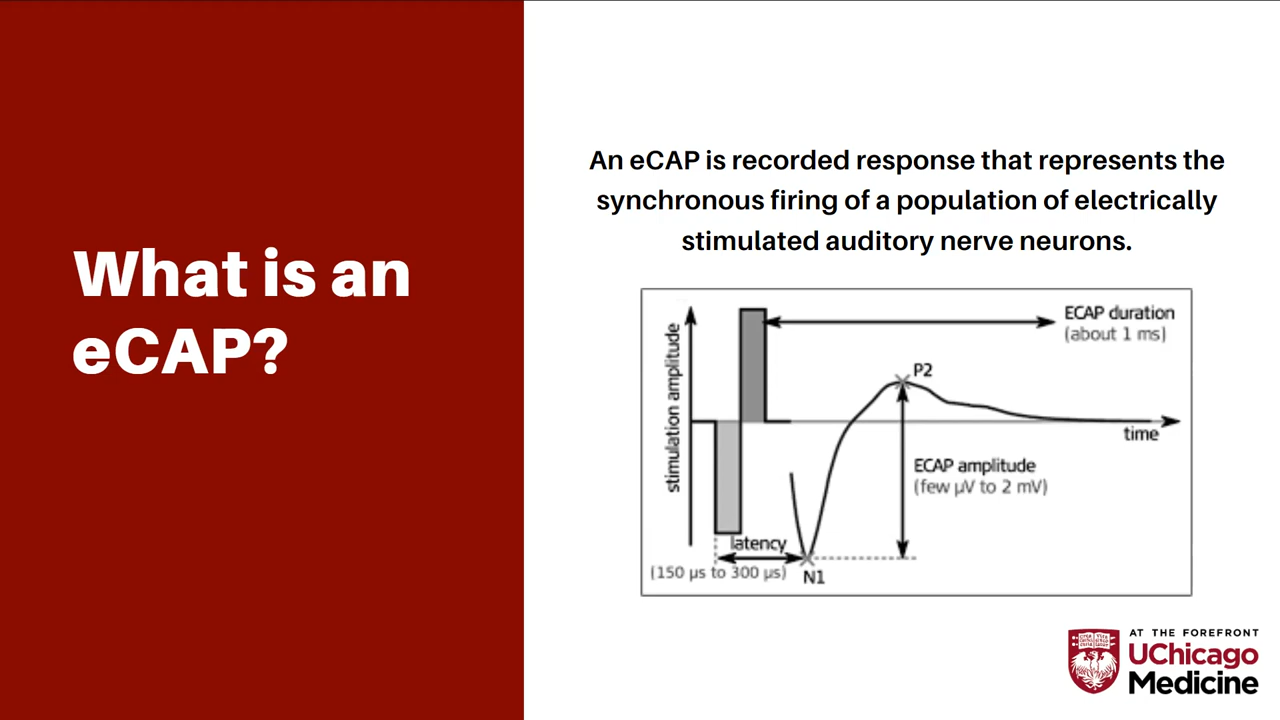 What is an
eCAP?
An eCAP is recorded response that represents the
synchronous firing of a population of electrically
stimulated auditory nerve neurons.
stimulation amplitude
ECAP duration
(about 1 ms)
P2
time
ECAP amplitude
(few µV to 2 mV)
latency
(150 µs to 300 µs)
N1
AT THE FOREFRONT
UChicago
Medicine